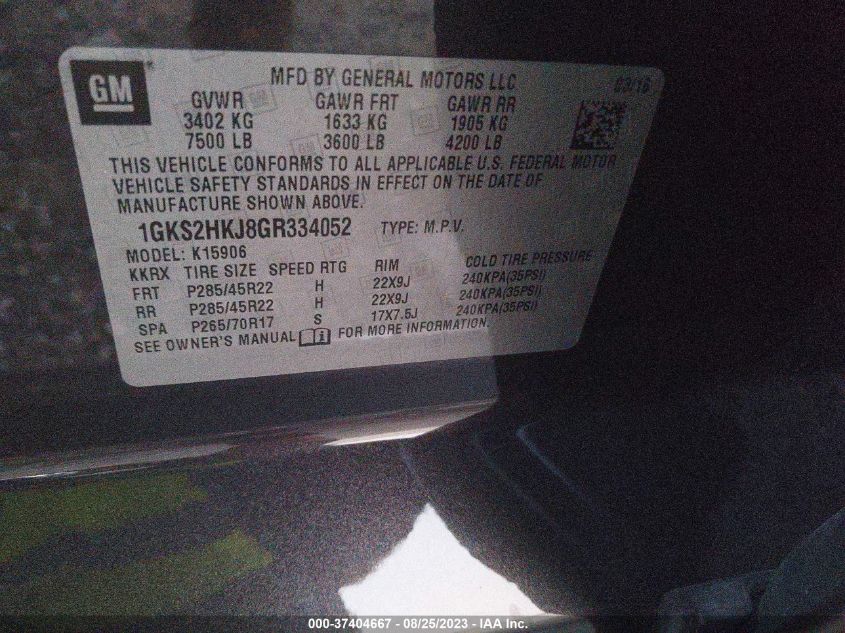 GM
MFD BY GENERAL MOTORS LLC
03/16
GVWR GAWR FRT GAWR RR
3402 KG 1633 KG 1905 KG
7500 LB 3600 LB 4200 LB
THIS VEHICLE CONFORMS TO ALL APPLICABLE U.S. FEDERAL MOTOR
VEHICLE SAFETY STANDARDS IN EFFECT ON THE DATE OF
MANUFACTURE SHOWN ABOVE.
1GKS2HKJ8GR334052 TYPE: M.P.V.
MODEL: K15906
KKRX TIRE SIZE SPEED RTG RIM COLD TIRE PRESSURE
FRT P285/45R22 H 22X9J 240KPA(35PSI)
RR P285/45R22 H 22X9J 240KPA(35PSI)
SPA P265/70R17 S 17X7.5J 240KPA(35PSI)
SEE OWNER'S MANUAL FOR MORE INFORMATION.
000-37404667 - 08/25/2023 - IAA Inc.